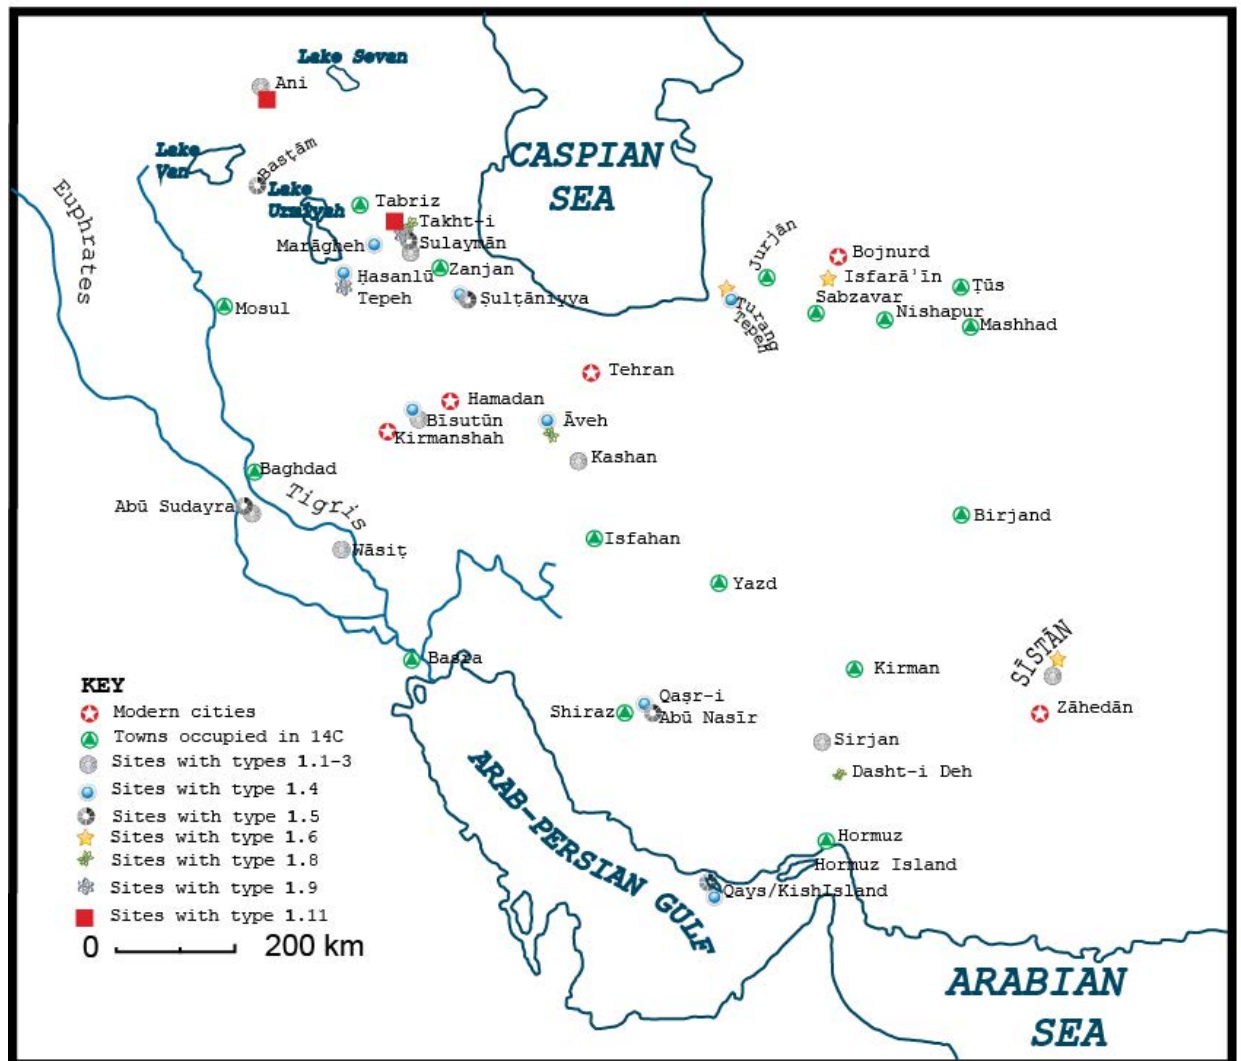 Lake Sevan
Ani
Lake
Van
Basṭām
Lake
Urmiyah
CASPIAN
SEA
Euphrates
Tabriz
Takht-i
Sulaymān
Marāgheh
Zanjan
Ḥasanlū
Tepeh
Ṣulṭāniyya
Mosul
Jurjān
Bojnurd
Isfarāʾīn
Sabzavar
Ṭūs
Nishapur
Mashhad
Turang
Tepeh
Tehran
Hamadan
Bīsutūn
Kirmanshah
Āveh
Kashan
Baghdad
Tigris
Abū Sudayra
Wāsiṭ
Isfahan
Birjand
Yazd
Basra
Kirman
SĪSTĀN
Zāhedān
Qaṣr-i
Abū Nasīr
Shiraz
Sirjan
Dasht-i Deh
Hormuz
Hormuz Island
Qays/KishIsland
ARAB-PERSIAN GULF
ARABIAN
SEA
KEY
Modern cities
Towns occupied in 14C
Sites with types 1.1-3
Sites with type 1.4
Sites with type 1.5
Sites with type 1.6
Sites with type 1.8
Sites with type 1.9
Sites with type 1.11
0 200 km